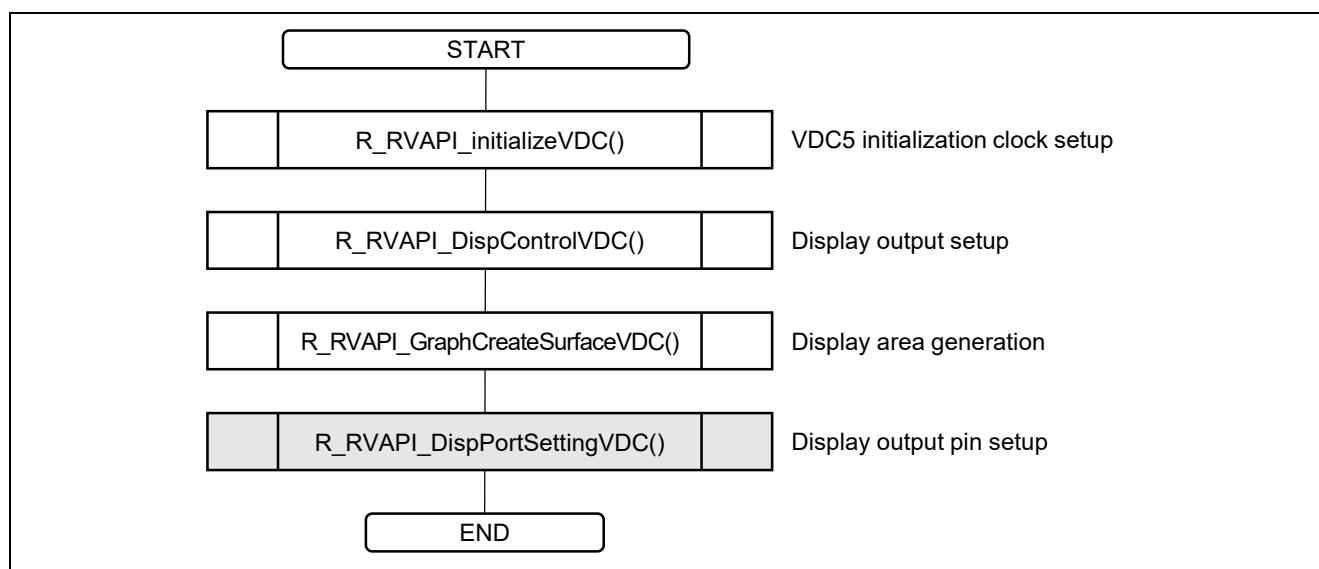 START
R_RVAPI_initializeVDC()
VDC5 initialization clock setup
R_RVAPI_DispControlVDC()
Display output setup
R_RVAPI_GraphCreateSurfaceVDC()
Display area generation
R_RVAPI_DispPortSettingVDC()
Display output pin setup
END